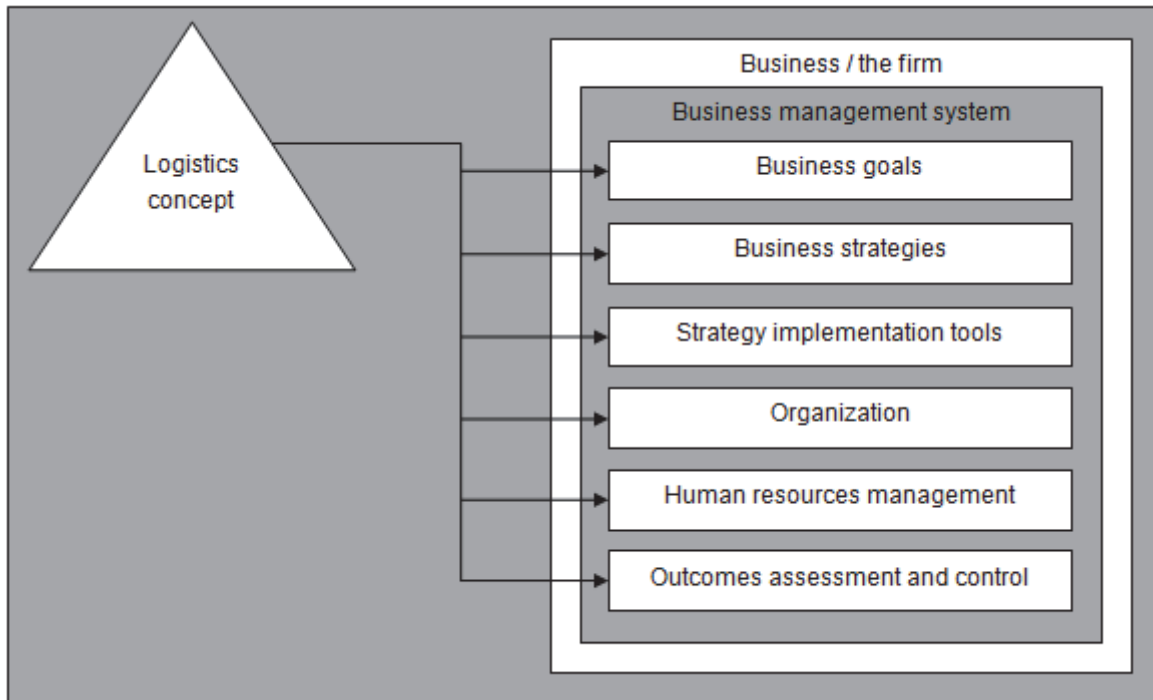 Logistics
concept
Business / the firm
Business management system
Business goals
Business strategies
Strategy implementation tools
Organization
Human resources management
Outcomes assessment and control